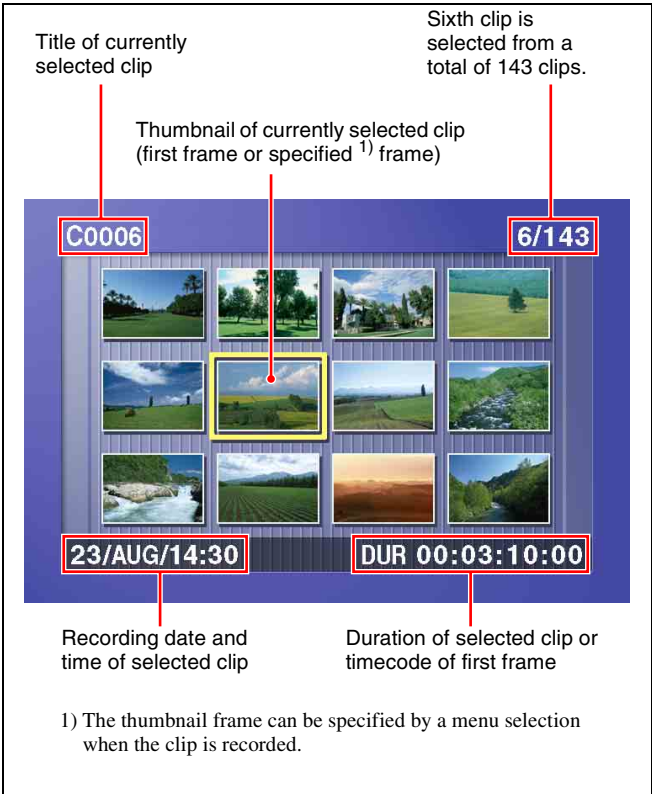 Title of currently
selected clip
Sixth clip is
selected from a
total of 143 clips.
Thumbnail of currently selected clip
(first frame or specified 1) frame)
C0006
6/143
23/AUG/14:30
DUR 00:03:10:00
Recording date and
time of selected clip
Duration of selected clip or
timecode of first frame
1) The thumbnail frame can be specified by a menu selection
when the clip is recorded.